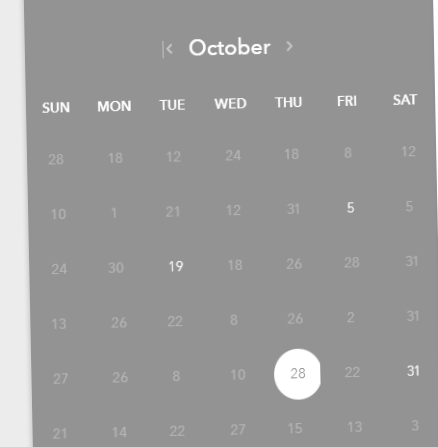 |< October >
SUN MON TUE WED THU FRI SAT
28 18 12 24 18 8 12
10 1 21 12 31 5 5
24 30 19 18 26 28 31
13 26 22 8 26 2 31
27 26 8 10 28 22 31
21 14 22 27 15 13 3